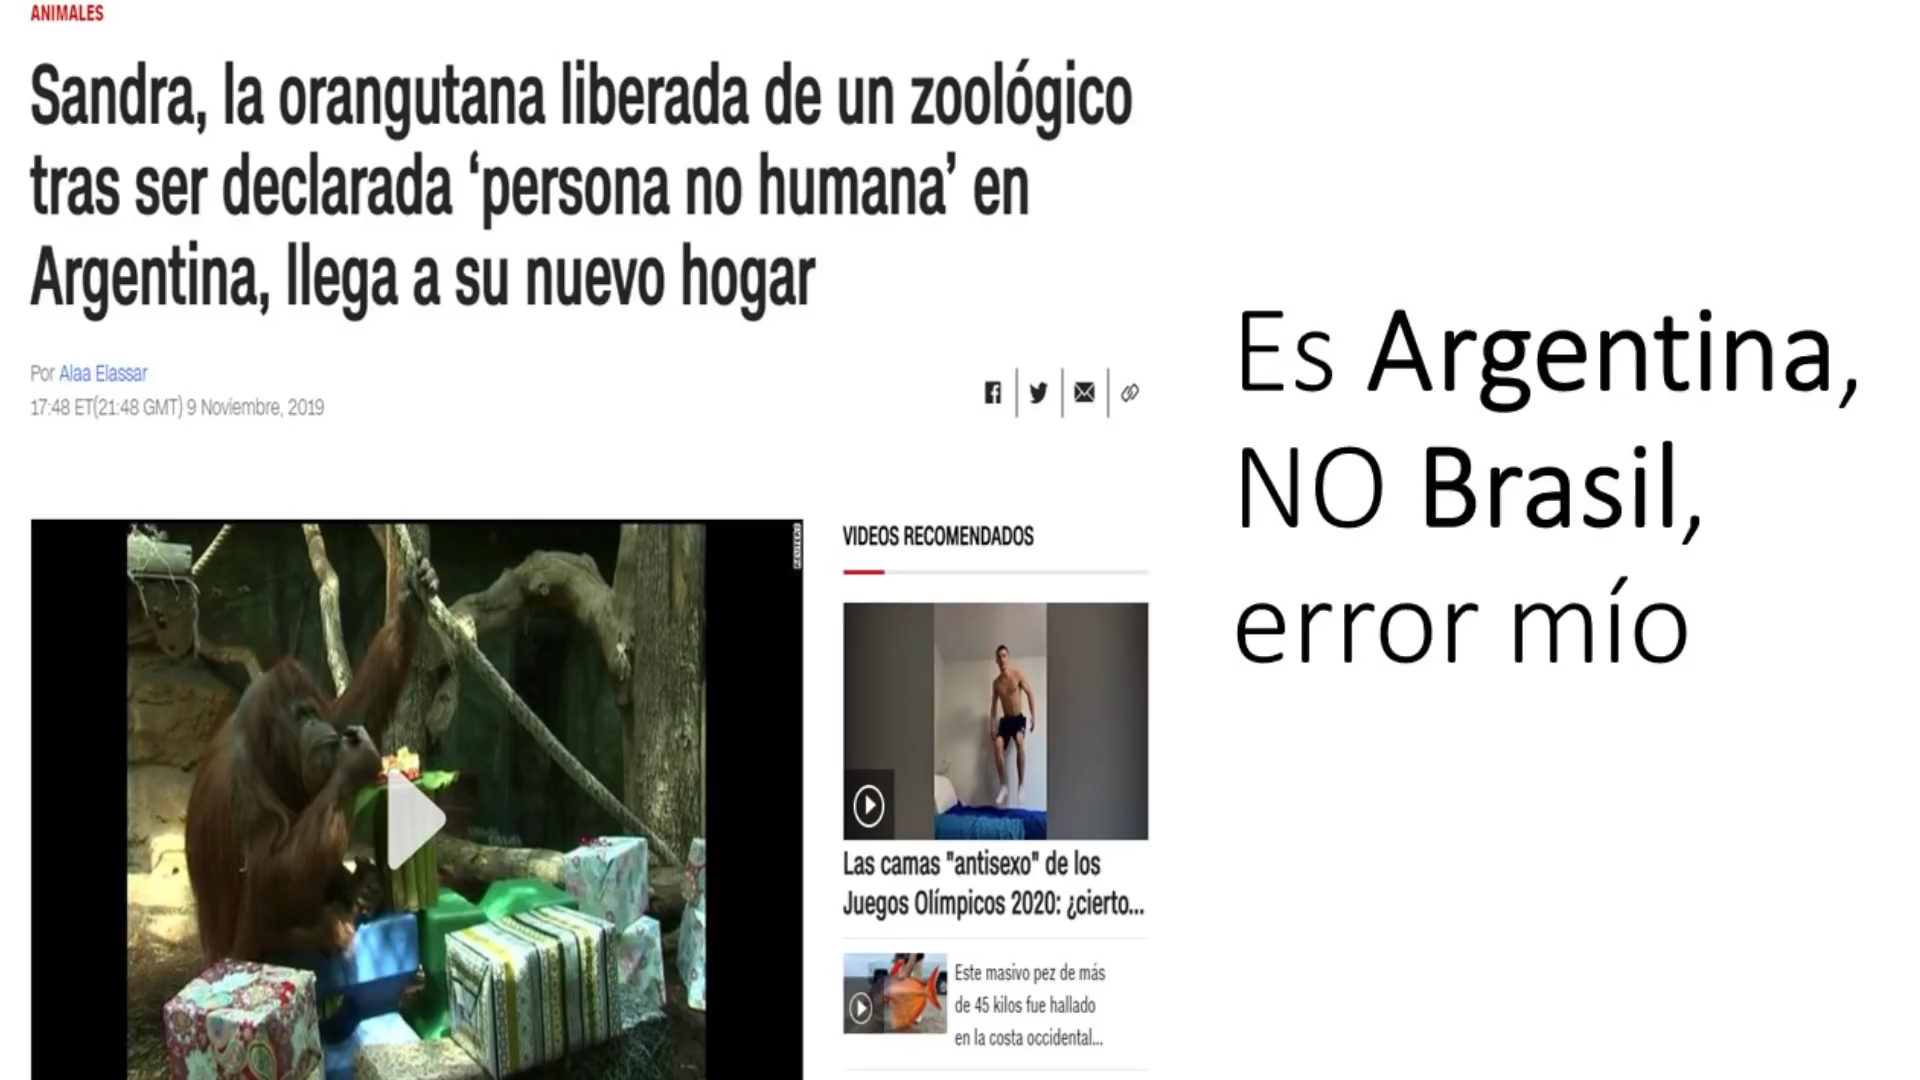 ANIMALES
Sandra, la orangutana liberada de un zoológico
tras ser declarada ‘persona no humana’ en
Argentina, llega a su nuevo hogar
Por Alaa Elassar
17:48 ET(21:48 GMT) 9 Noviembre, 2019
Es Argentina,
NO Brasil,
error mío
REUTERS
VIDEOS RECOMENDADOS
Las camas "antisexo" de los
Juegos Olímpicos 2020: ¿cierto...
Este masivo pez de más
de 45 kilos fue hallado
en la costa occidental...